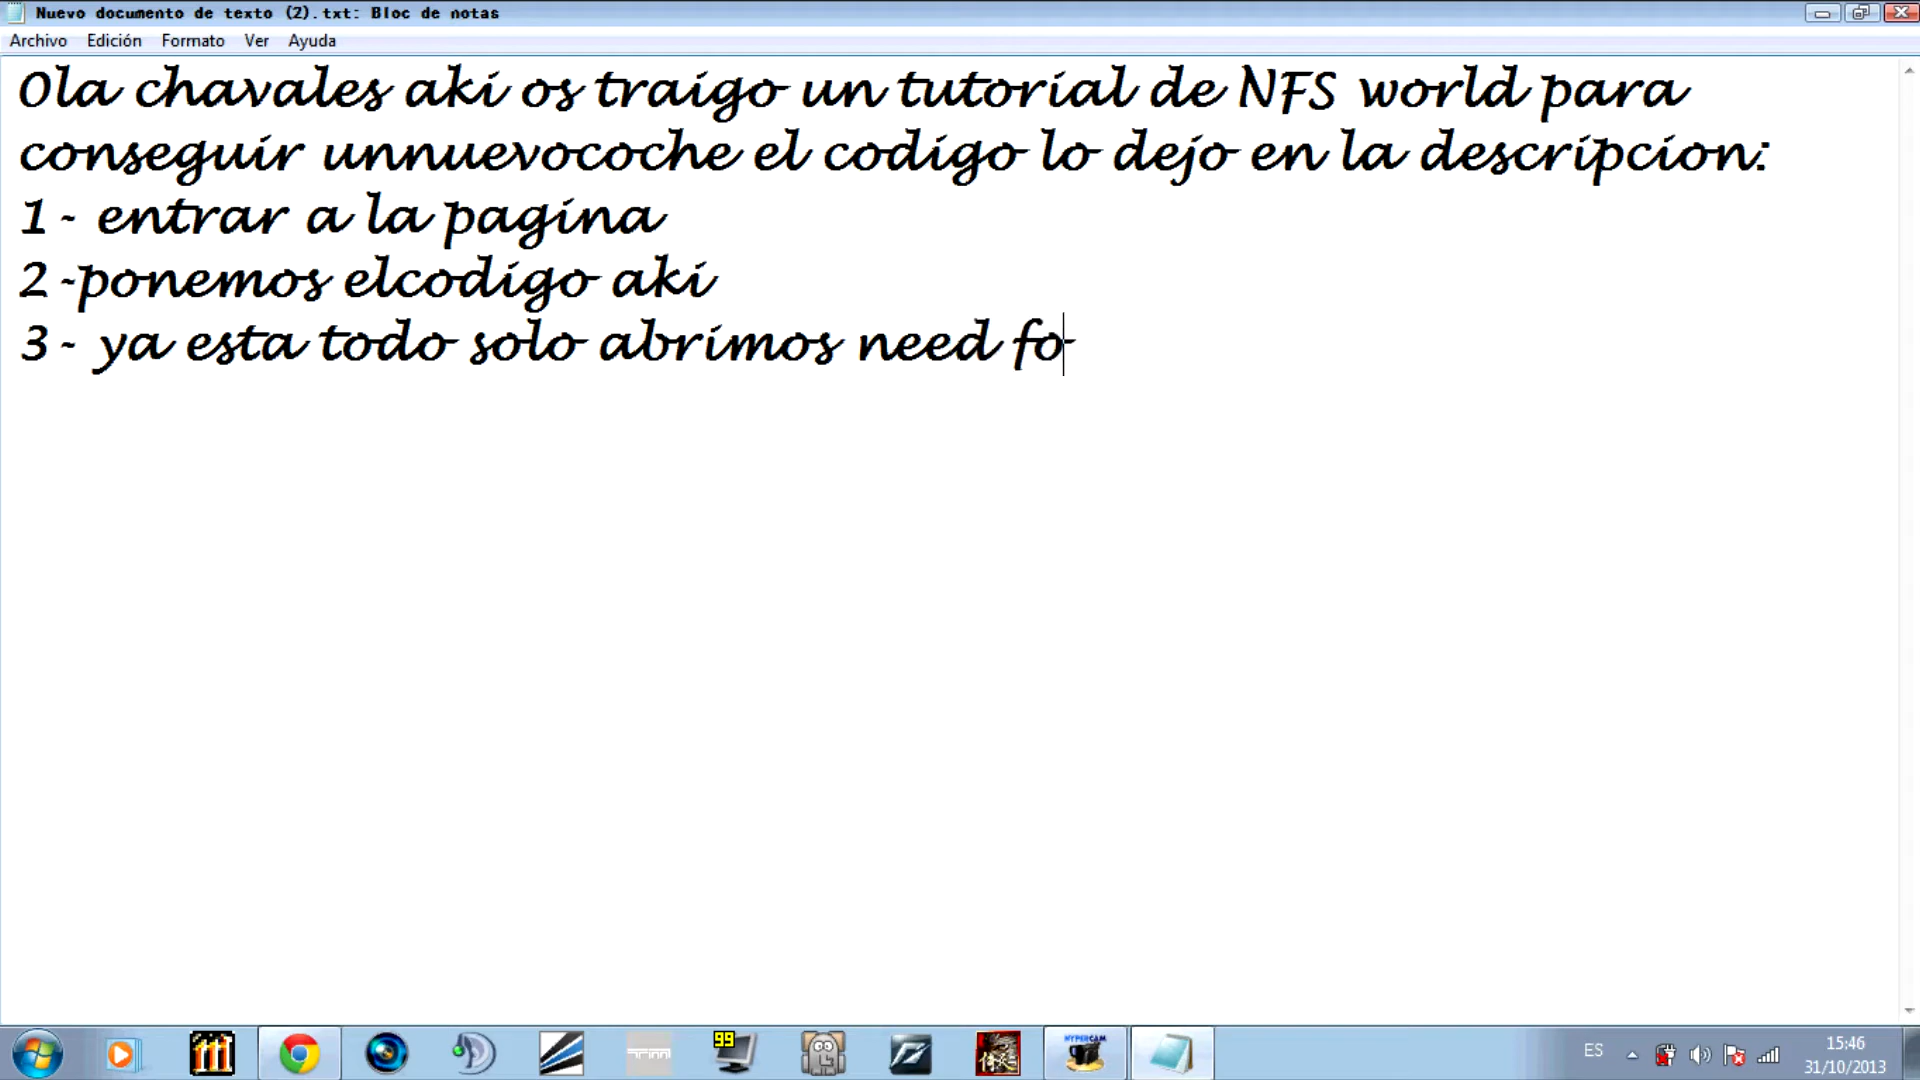 Nuevo documento de texto (2).txt: Bloc de notas
Archivo Edición Formato Ver Ayuda
Ola chavales aki os traigo un tutorial de NFS world para
conseguir unnuevocoche el codigo lo dejo en la descripcion:
1- entrar a la pagina
2-ponemos elcodigo aki
3- ya esta todo solo abrimos need fo
99
HYPERCAM
ES
15:46
31/10/2013